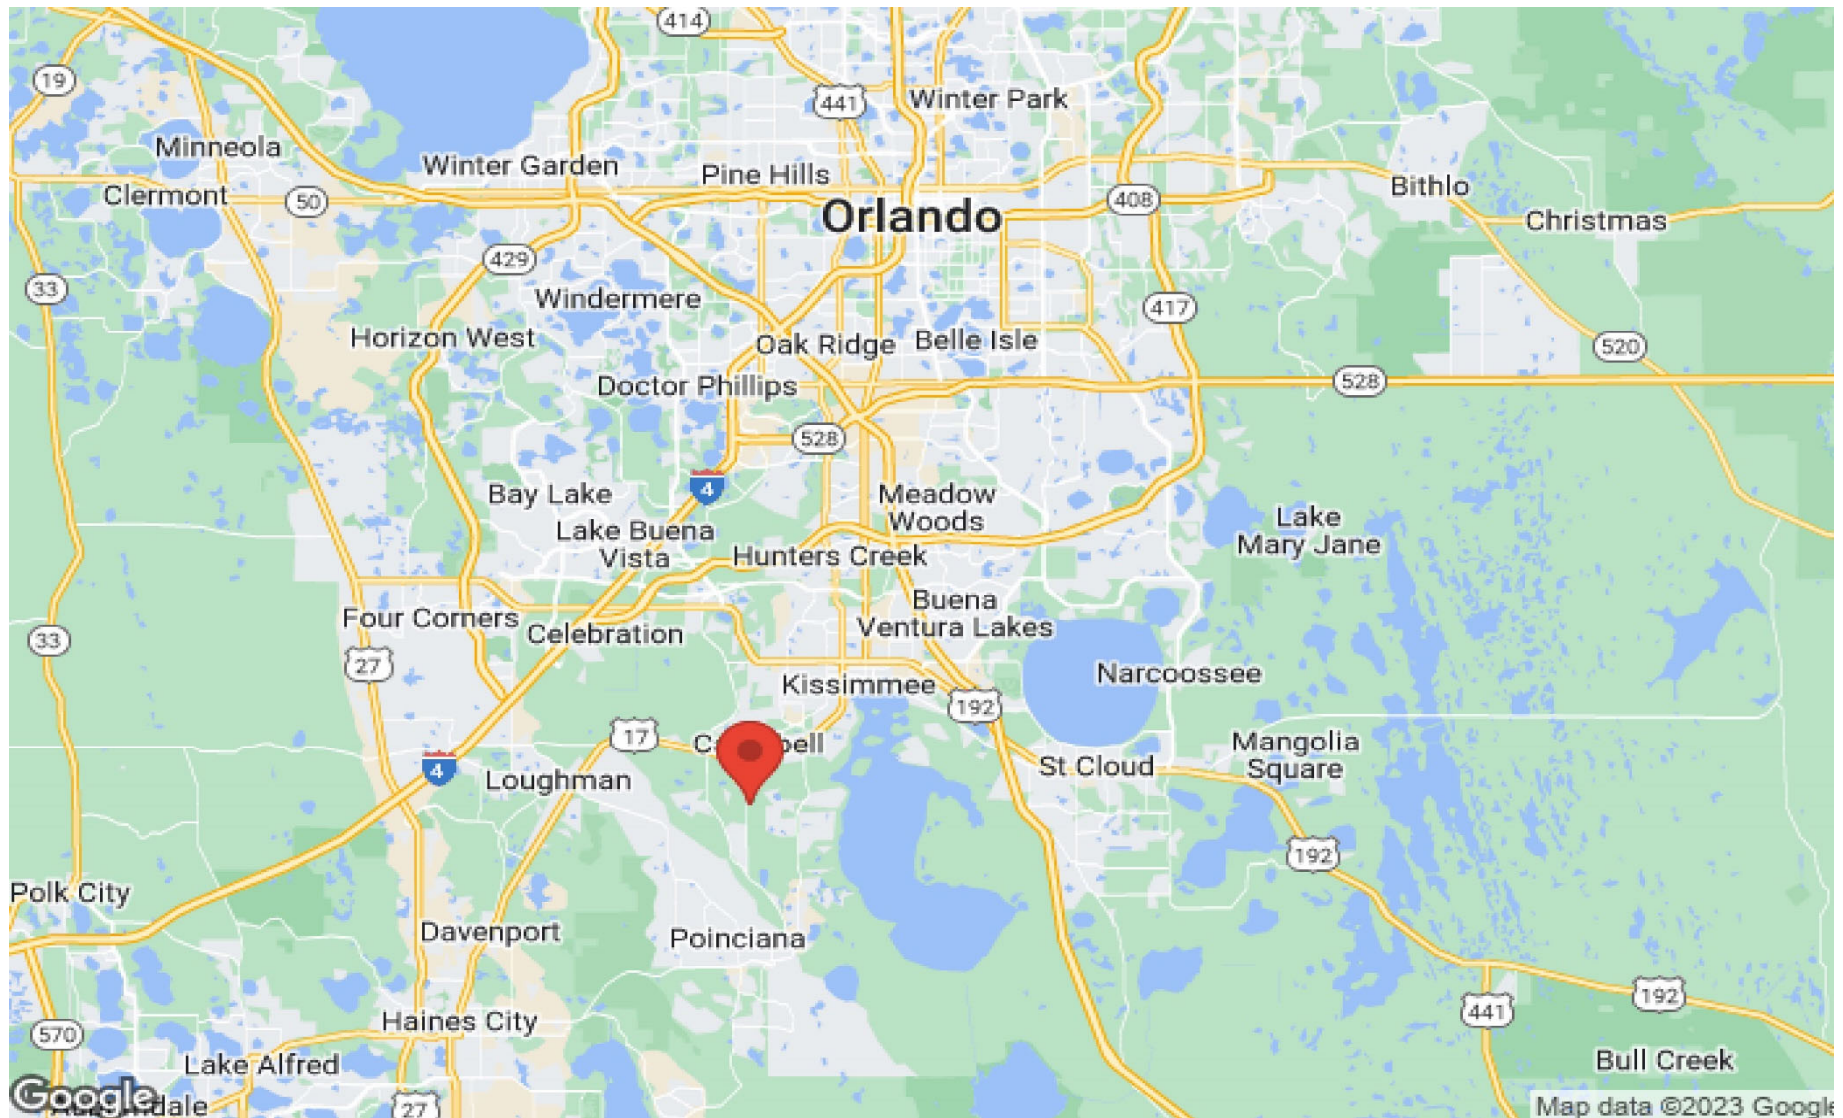 414
19
441
Winter Park
Minneola
Winter Garden
Pine Hills
Clermont
50
408
Bithlo
Orlando
Christmas
429
33
Windermere
417
Horizon West
Oak Ridge
Belle Isle
520
Doctor Phillips
528
528
4
Bay Lake
Meadow
Woods
Lake
Mary Jane
Lake Buena
Vista
Hunters Creek
Four Corners
Celebration
Buena
Ventura Lakes
33
27
Kissimmee
Narcoossee
192
17
Mangolia
Square
4
Loughman
St Cloud
192
Polk City
Davenport
Poinciana
192
441
Haines City
570
Lake Alfred
Bull Creek
Google
27
Map data ©2023 Google